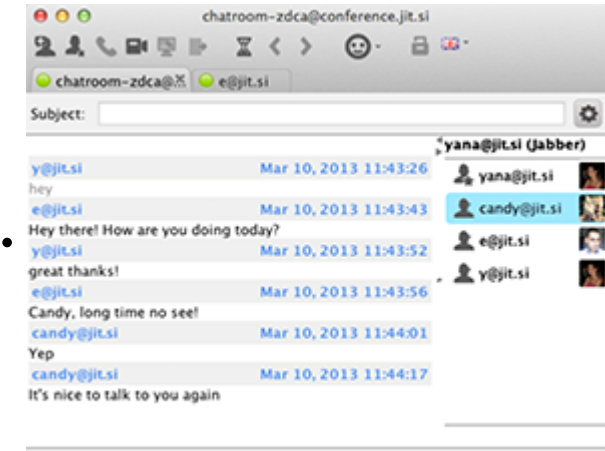 chatroom-zdca@conference.jit.si
chatroom-zdca@ e@jit.si
Subject:
yana@jit.si (Jabber)
y@jit.si Mar 10, 2013 11:43:26
hey
e@jit.si Mar 10, 2013 11:43:43
Hey there! How are you doing today?
y@jit.si Mar 10, 2013 11:43:52
great thanks!
e@jit.si Mar 10, 2013 11:43:56
Candy, long time no see!
candy@jit.si Mar 10, 2013 11:44:01
Yep
candy@jit.si Mar 10, 2013 11:44:17
It's nice to talk to you again
yana@jit.si
candy@jit.si
e@jit.si
y@jit.si